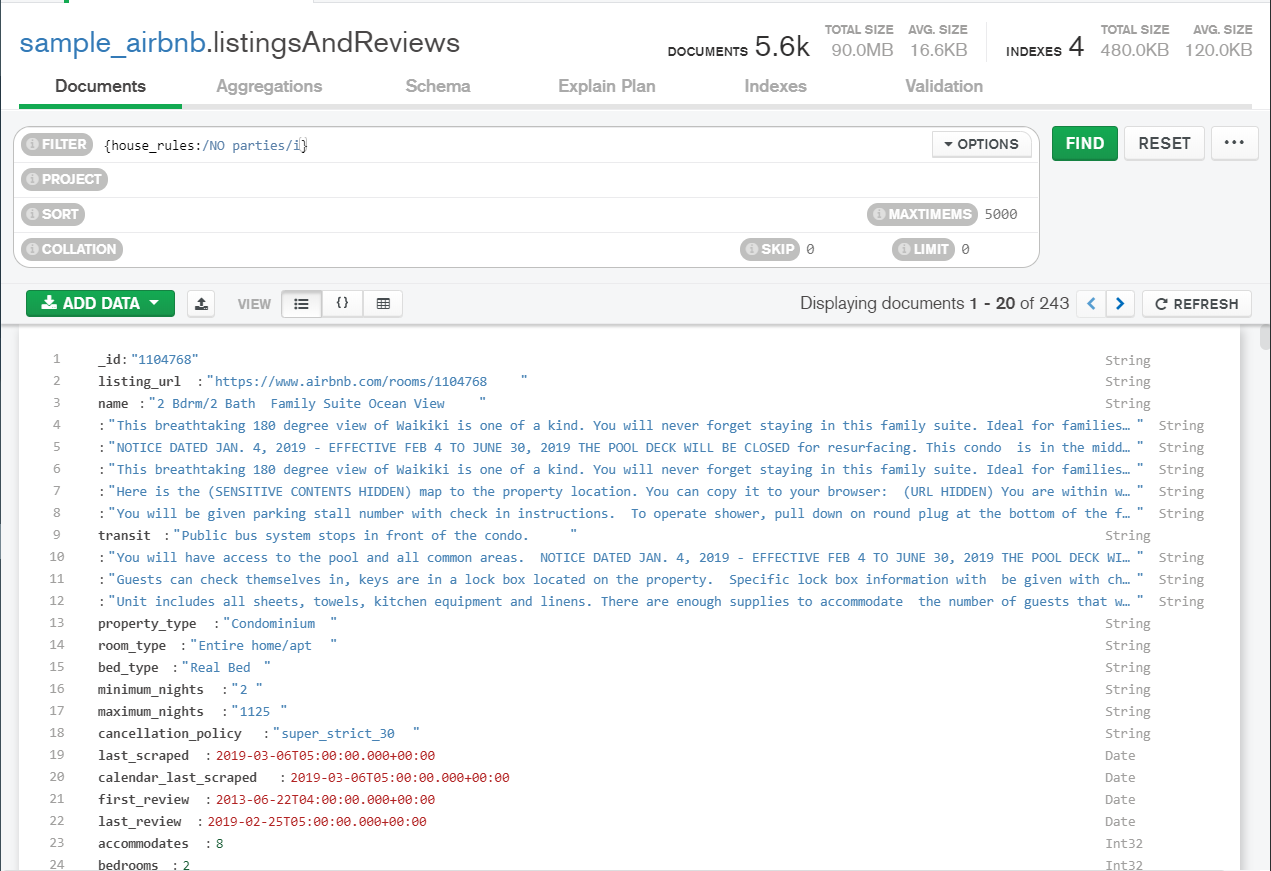 sample_airbnb.listingsAndReviews
DOCUMENTS 5.6k TOTAL SIZE 90.0MB AVG. SIZE 16.6KB INDEXES 4 TOTAL SIZE 480.0KB AVG. SIZE 120.0KB
Documents Aggregations Schema Explain Plan Indexes Validation
FILTER {house_rules:/NO parties/i} OPTIONS FIND RESET ...
PROJECT
SORT MAXTIMEMS 5000
COLLATION SKIP 0 LIMIT 0
ADD DATA VIEW {} Displaying documents 1 - 20 of 243 < > REFRESH
1 _id: "1104768" String
2 listing_url : "https://www.airbnb.com/rooms/1104768 " String
3 name : "2 Bdrm/2 Bath Family Suite Ocean View " String
4 : "This breathtaking 180 degree view of Waikiki is one of a kind. You will never forget staying in this family suite. Ideal for families… " String
5 : "NOTICE DATED JAN. 4, 2019 - EFFECTIVE FEB 4 TO JUNE 30, 2019 THE POOL DECK WILL BE CLOSED for resurfacing. This condo is in the midd… " String
6 : "This breathtaking 180 degree view of Waikiki is one of a kind. You will never forget staying in this family suite. Ideal for families… " String
7 : "Here is the (SENSITIVE CONTENTS HIDDEN) map to the property location. You can copy it to your browser: (URL HIDDEN) You are within w… " String
8 : "You will be given parking stall number with check in instructions. To operate shower, pull down on round plug at the bottom of the f… " String
9 transit : "Public bus system stops in front of the condo. " String
10 : "You will have access to the pool and all common areas. NOTICE DATED JAN. 4, 2019 - EFFECTIVE FEB 4 TO JUNE 30, 2019 THE POOL DECK WI… " String
11 : "Guests can check themselves in, keys are in a lock box located on the property. Specific lock box information with be given with ch… " String
12 : "Unit includes all sheets, towels, kitchen equipment and linens. There are enough supplies to accommodate the number of guests that w… " String
13 property_type : "Condominium " String
14 room_type : "Entire home/apt " String
15 bed_type : "Real Bed " String
16 minimum_nights : "2 " String
17 maximum_nights : "1125 " String
18 cancellation_policy : "super_strict_30 " String
19 last_scraped : 2019-03-06T05:00:00.000+00:00 Date
20 calendar_last_scraped : 2019-03-06T05:00:00.000+00:00 Date
21 first_review : 2013-06-22T04:00:00.000+00:00 Date
22 last_review : 2019-02-25T05:00:00.000+00:00 Date
23 accommodates : 8 Int32
24 bedrooms : 2 Int32